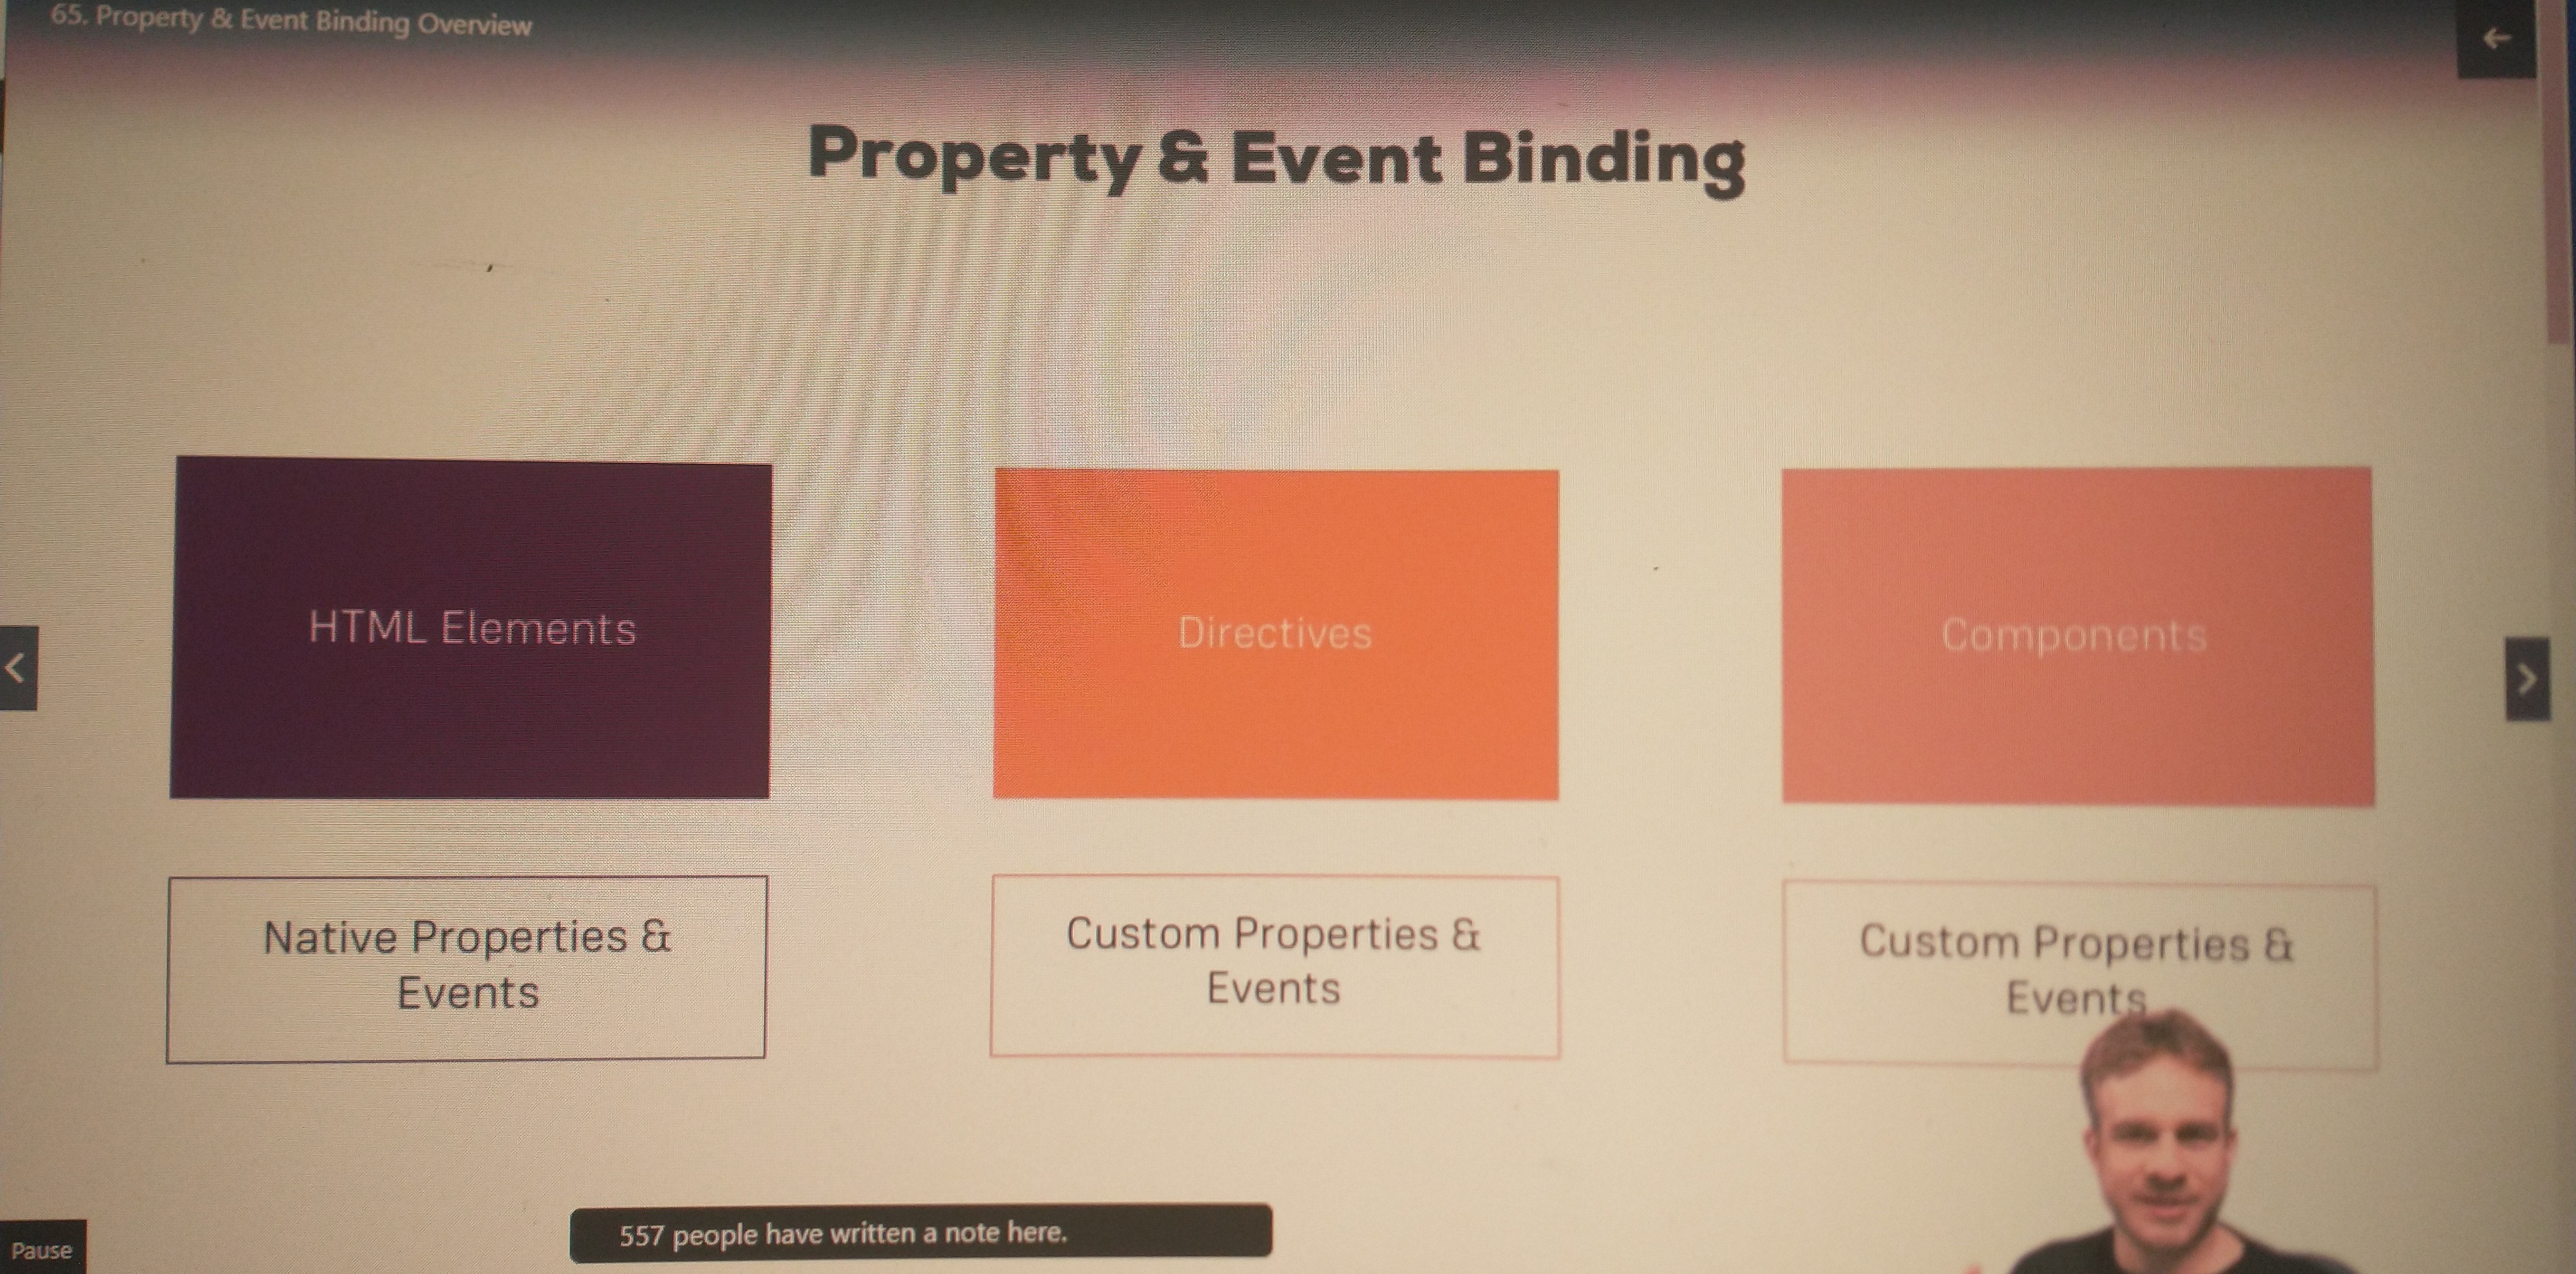 65. Property & Event Binding Overview
Property & Event Binding
HTML Elements
Directives
Components
Native Properties &
Events
Custom Properties &
Events
Custom Properties &
Events
557 people have written a note here.
Pause